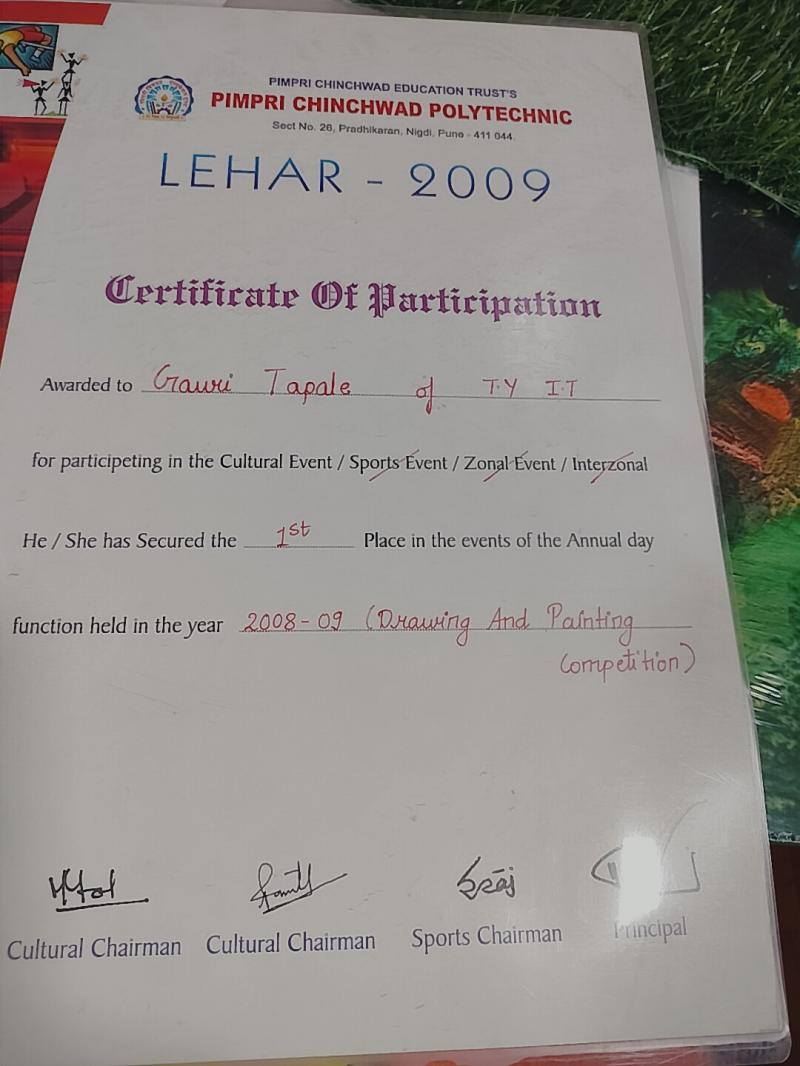 PIMPRI CHINCHWAD EDUCATION TRUST'S
PIMPRI CHINCHWAD POLYTECHNIC
Sect No. 26, Pradhikaran, Nigdi, Pune - 411 044.
LEHAR - 2009
Certificate Of Participation
Awarded to Gauri Tapale of T.Y I.T
for participeting in the Cultural Event / Sports Event / Zonal Event / Interzonal
He / She has Secured the 1st Place in the events of the Annual day
function held in the year 2008-09 (Drawing And Painting
Competition)
Cultural Chairman Cultural Chairman Sports Chairman Principal